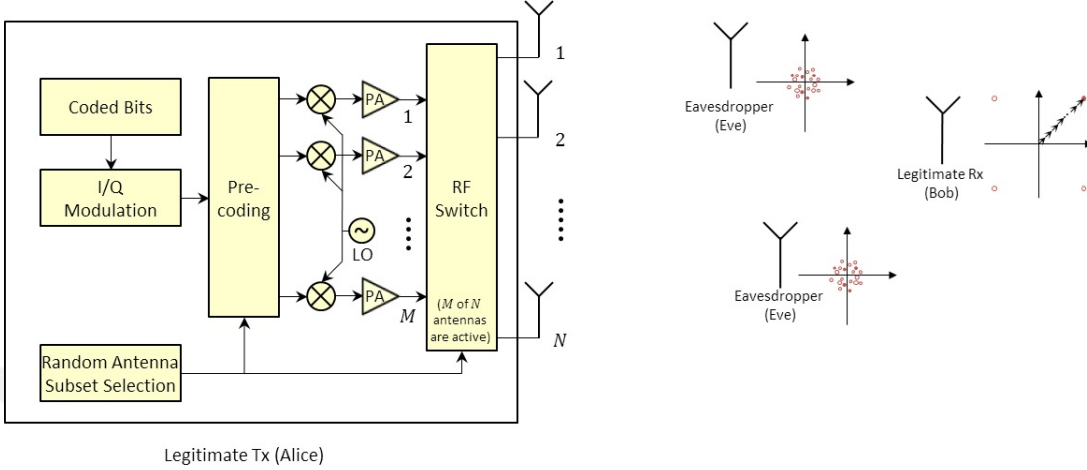 Coded Bits
I/Q
Modulation
Pre-
coding
PA
1
PA
2
LO
PA
M
RF
Switch
(M of N
antennas
are active)
1
2
N
Random Antenna
Subset Selection
Legitimate Tx (Alice)
Eavesdropper
(Eve)
Legitimate Rx
(Bob)
Eavesdropper
(Eve)